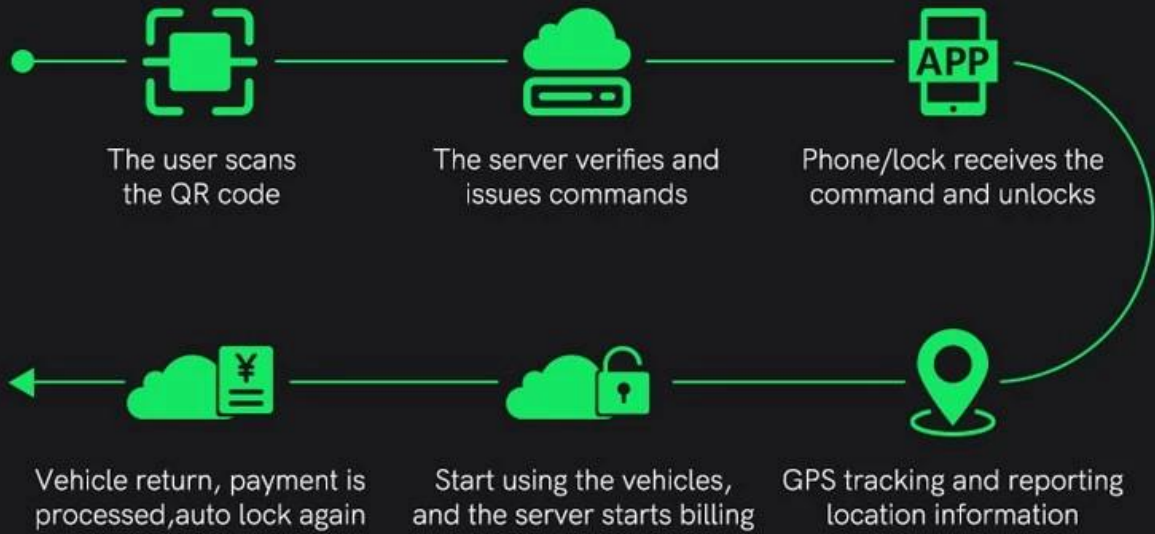 APP
The user scans
the QR code
The server verifies and
issues commands
Phone/lock receives the
command and unlocks
¥
Vehicle return, payment is
processed,auto lock again
Start using the vehicles,
and the server starts billing
GPS tracking and reporting
location information